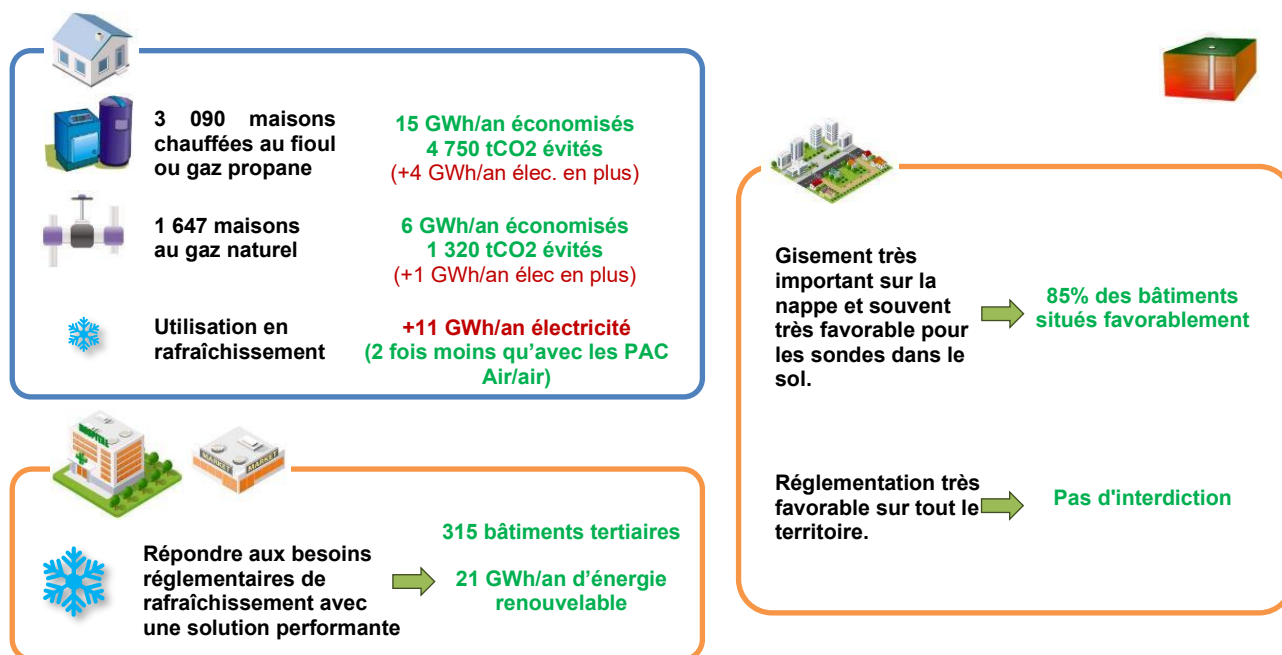 3 090 maisons
chauffées au fioul
ou gaz propane
15 GWh/an économisés
4 750 tCO2 évités
(+4 GWh/an élec. en plus)
1 647 maisons
au gaz naturel
6 GWh/an économisés
1 320 tCO2 évités
(+1 GWh/an élec en plus)
Utilisation en
rafraîchissement
+11 GWh/an électricité
(2 fois moins qu'avec les PAC
Air/air)
HOSPITAL
MARKET
MARKET
Répondre aux besoins
réglementaires de
rafraîchissement avec
une solution performante
315 bâtiments tertiaires
21 GWh/an d'énergie
renouvelable
Gisement très
important sur la
nappe et souvent
très favorable pour
les sondes dans le
sol.
85% des bâtiments
situés favorablement
Réglementation très
favorable sur tout le
territoire.
Pas d'interdiction